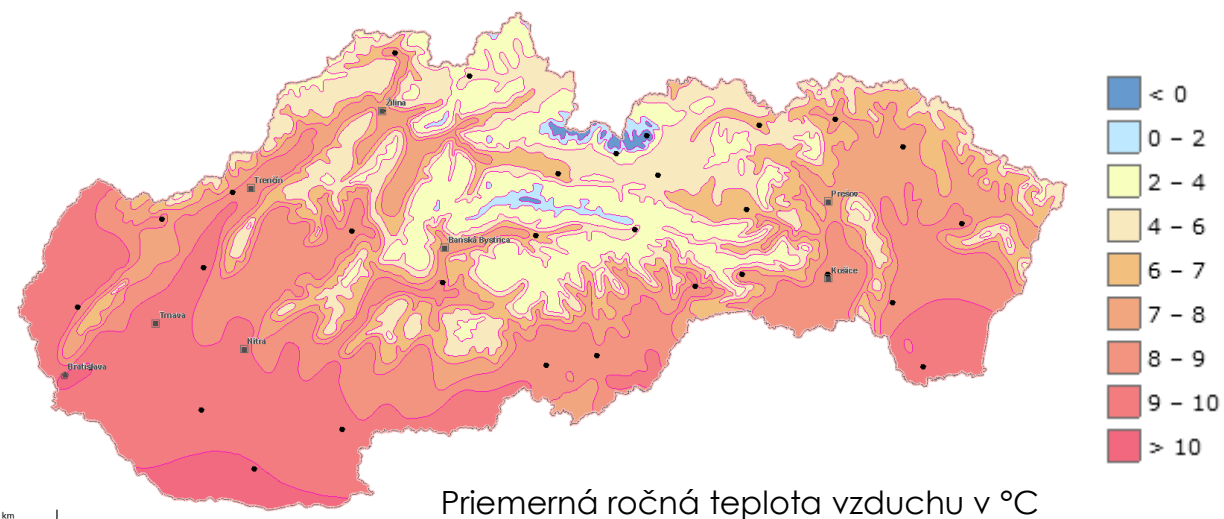 Žilina
Trenčín
Prešov
Banská Bystrica
Košice
Trnava
Nitra
Bratislava
< 0
0 – 2
2 – 4
4 – 6
6 – 7
7 – 8
8 – 9
9 – 10
> 10
Priemerná ročná teplota vzduchu v °C
km